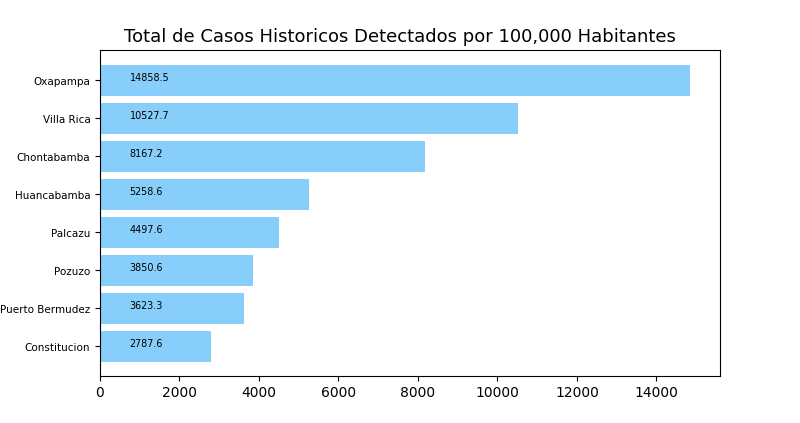 Total de Casos Historicos Detectados por 100,000 Habitantes
Oxapampa 14858.5
Villa Rica 10527.7
Chontabamba 8167.2
Huancabamba 5258.6
Palcazu 4497.6
Pozuzo 3850.6
Puerto Bermudez 3623.3
Constitucion 2787.6
0 2000 4000 6000 8000 10000 12000 14000